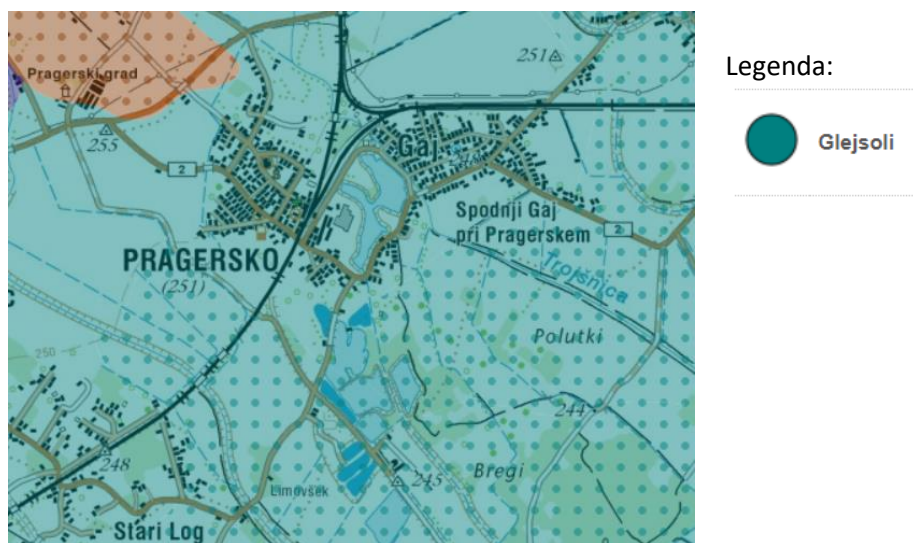 251
Pragerski grad
255
2
Gaj
Spodnji Gaj
pri Pragerskem
2
PRAGERSKO
(251)
Trojšnica
Polutki
250
244
248
245
Bregi
Limovšek
Stari Log
Legenda:
Glejsoli